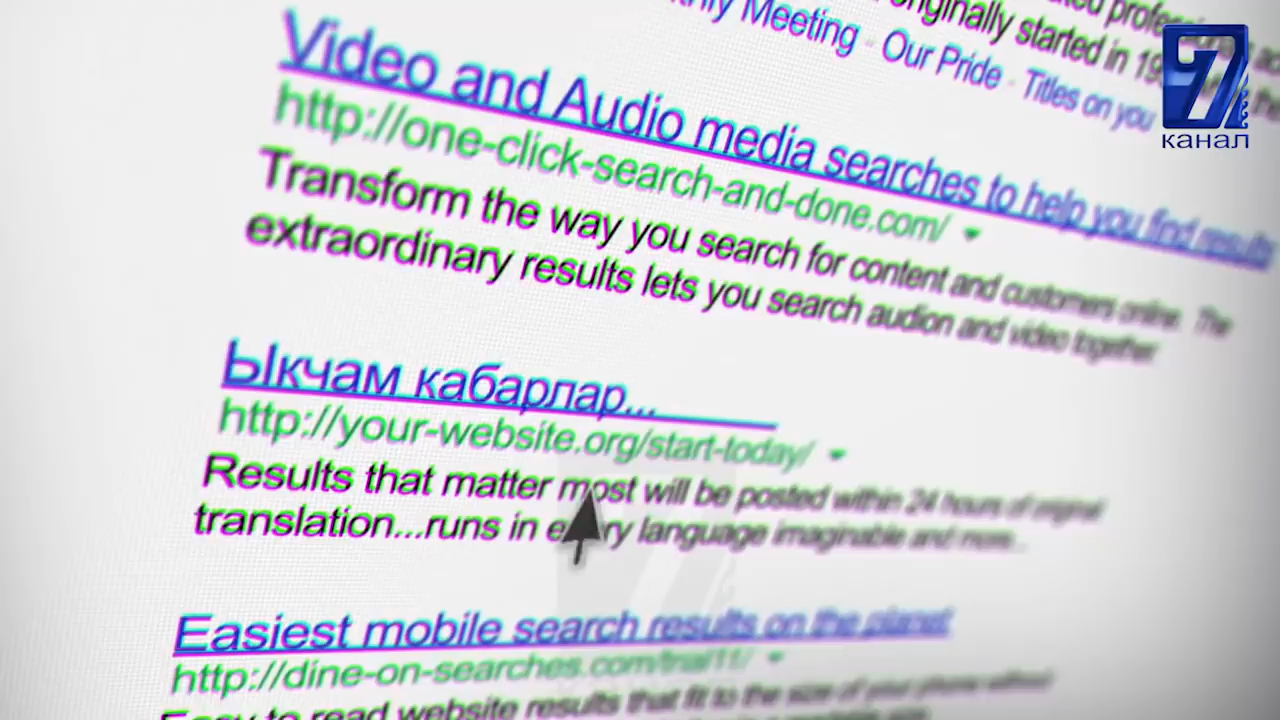 nthly Meeting - Our Pride - Titles on you
originally started in 19
7
канал
Video and Audio media searches to help you find results
http://one-click-search-and-done.com/
Transform the way you search for content and customers online. The
extraordinary results lets you search audion and video together
Ыкчам кабарлар...
http://your-website.org/start-today/
Results that matter most will be posted within 24 hours of original
translation...runs in every language imaginable and more...
Easiest mobile search results on the planet
http://dine-on-searches.com/trial11/
Easy to read website results that fit to the size of your phone without